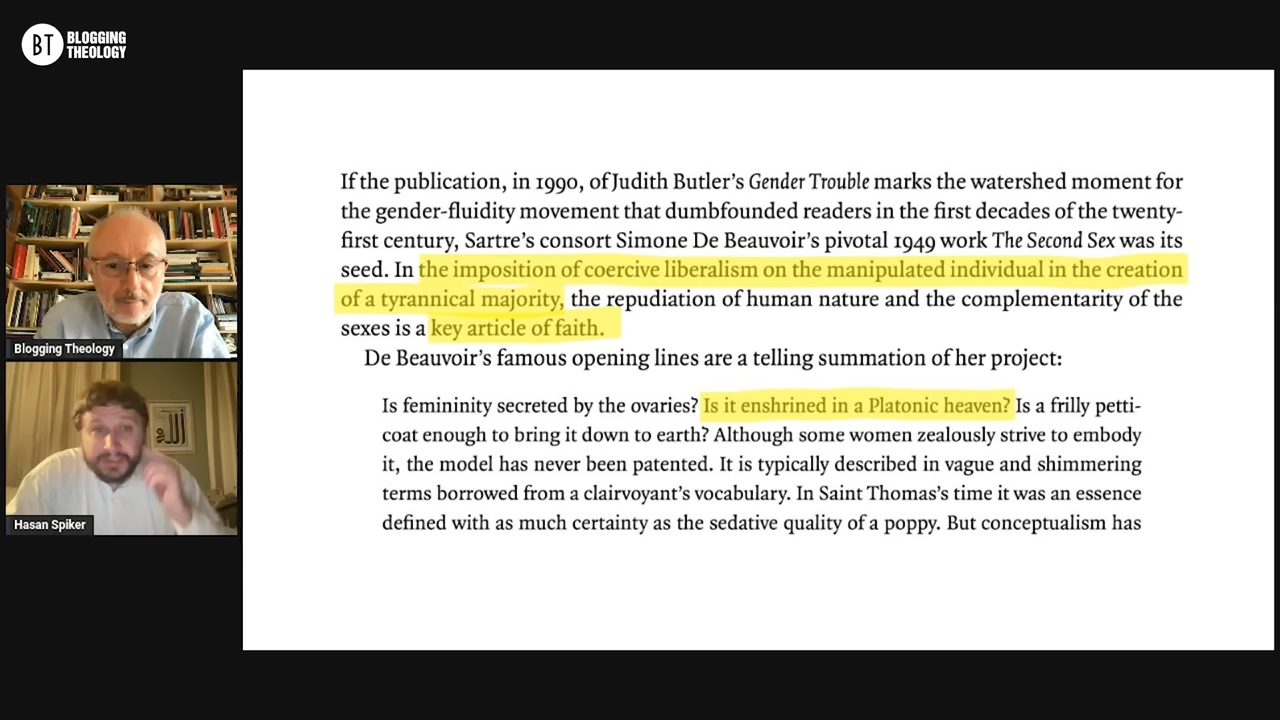 BT BLOGGING
THEOLOGY
If the publication, in 1990, of Judith Butler's Gender Trouble marks the watershed moment for
the gender-fluidity movement that dumbfounded readers in the first decades of the twenty-
first century, Sartre's consort Simone De Beauvoir's pivotal 1949 work The Second Sex was its
seed. In the imposition of coercive liberalism on the manipulated individual in the creation
of a tyrannical majority, the repudiation of human nature and the complementarity of the
sexes is a key article of faith.
De Beauvoir's famous opening lines are a telling summation of her project:
Is femininity secreted by the ovaries? Is it enshrined in a Platonic heaven? Is a frilly petti-
coat enough to bring it down to earth? Although some women zealously strive to embody
it, the model has never been patented. It is typically described in vague and shimmering
terms borrowed from a clairvoyant's vocabulary. In Saint Thomas's time it was an essence
defined with as much certainty as the sedative quality of a poppy. But conceptualism has
Blogging Theology
الله
Hasan Spiker